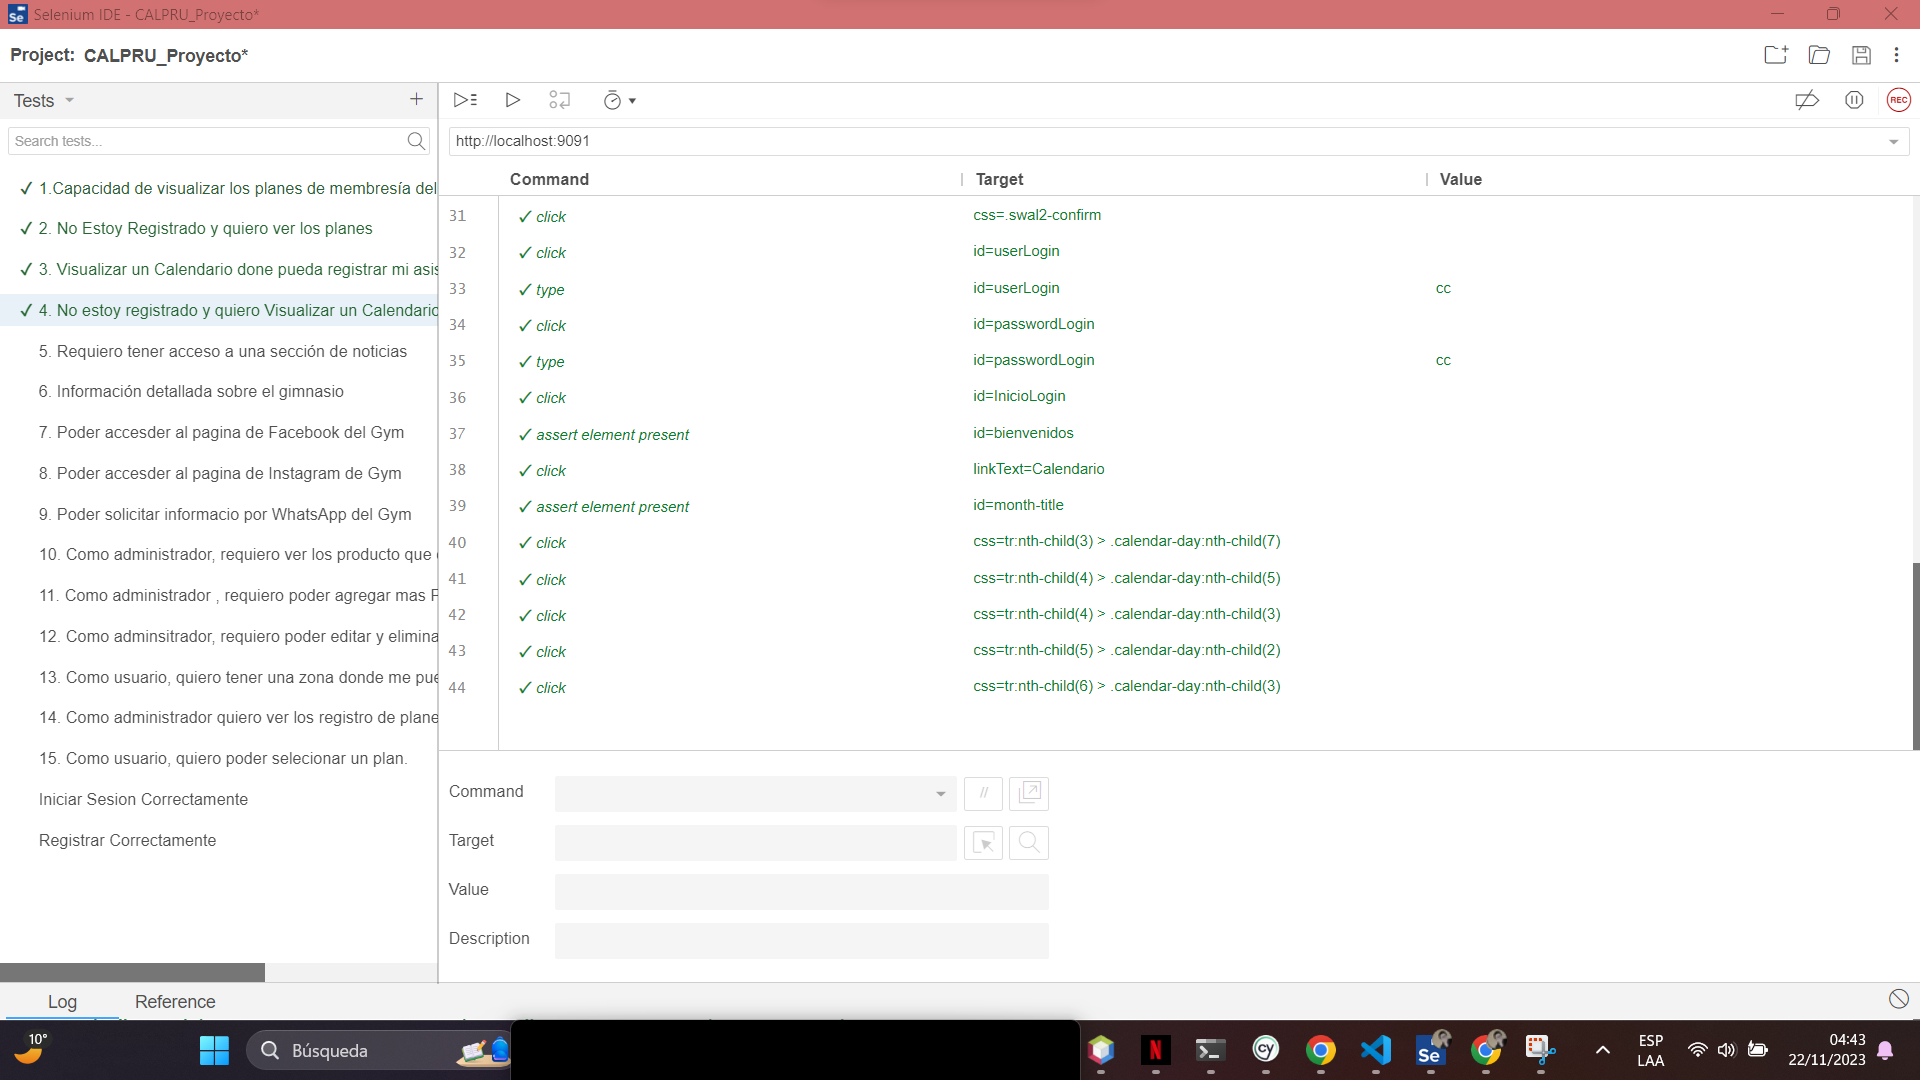 Selenium IDE - CALPRU_Proyecto*
Project: CALPRU_Proyecto*
Tests
Search tests...
✓ 1.Capacidad de visualizar los planes de membresía del
✓ 2. No Estoy Registrado y quiero ver los planes
✓ 3. Visualizar un Calendario done pueda registrar mi asis
✓ 4. No estoy registrado y quiero Visualizar un Calendario
5. Requiero tener acceso a una sección de noticias
6. Información detallada sobre el gimnasio
7. Poder accesder al pagina de Facebook del Gym
8. Poder accesder al pagina de Instagram de Gym
9. Poder solicitar informacio por WhatsApp del Gym
10. Como administrador, requiero ver los producto que
11. Como administrador , requiero poder agregar mas
12. Como adminsitrador, requiero poder editar y elimina
13. Como usuario, quiero tener una zona donde me pue
14. Como administrador quiero ver los registro de plane
15. Como usuario, quiero poder selecionar un plan.
Iniciar Sesion Correctamente
Registrar Correctamente
REC
http://localhost:9091
Command Target Value
31 ✓ click css=.swal2-confirm
32 ✓ click id=userLogin
33 ✓ type id=userLogin cc
34 ✓ click id=passwordLogin
35 ✓ type id=passwordLogin cc
36 ✓ click id=InicioLogin
37 ✓ assert element present id=bienvenidos
38 ✓ click linkText=Calendario
39 ✓ assert element present id=month-title
40 ✓ click css=tr:nth-child(3) > .calendar-day:nth-child(7)
41 ✓ click css=tr:nth-child(4) > .calendar-day:nth-child(5)
42 ✓ click css=tr:nth-child(4) > .calendar-day:nth-child(3)
43 ✓ click css=tr:nth-child(5) > .calendar-day:nth-child(2)
44 ✓ click css=tr:nth-child(6) > .calendar-day:nth-child(3)
Command //
Target
Value
Description
Log Reference
10°
Búsqueda
N
cy
Se
ESP
LAA
04:43
22/11/2023